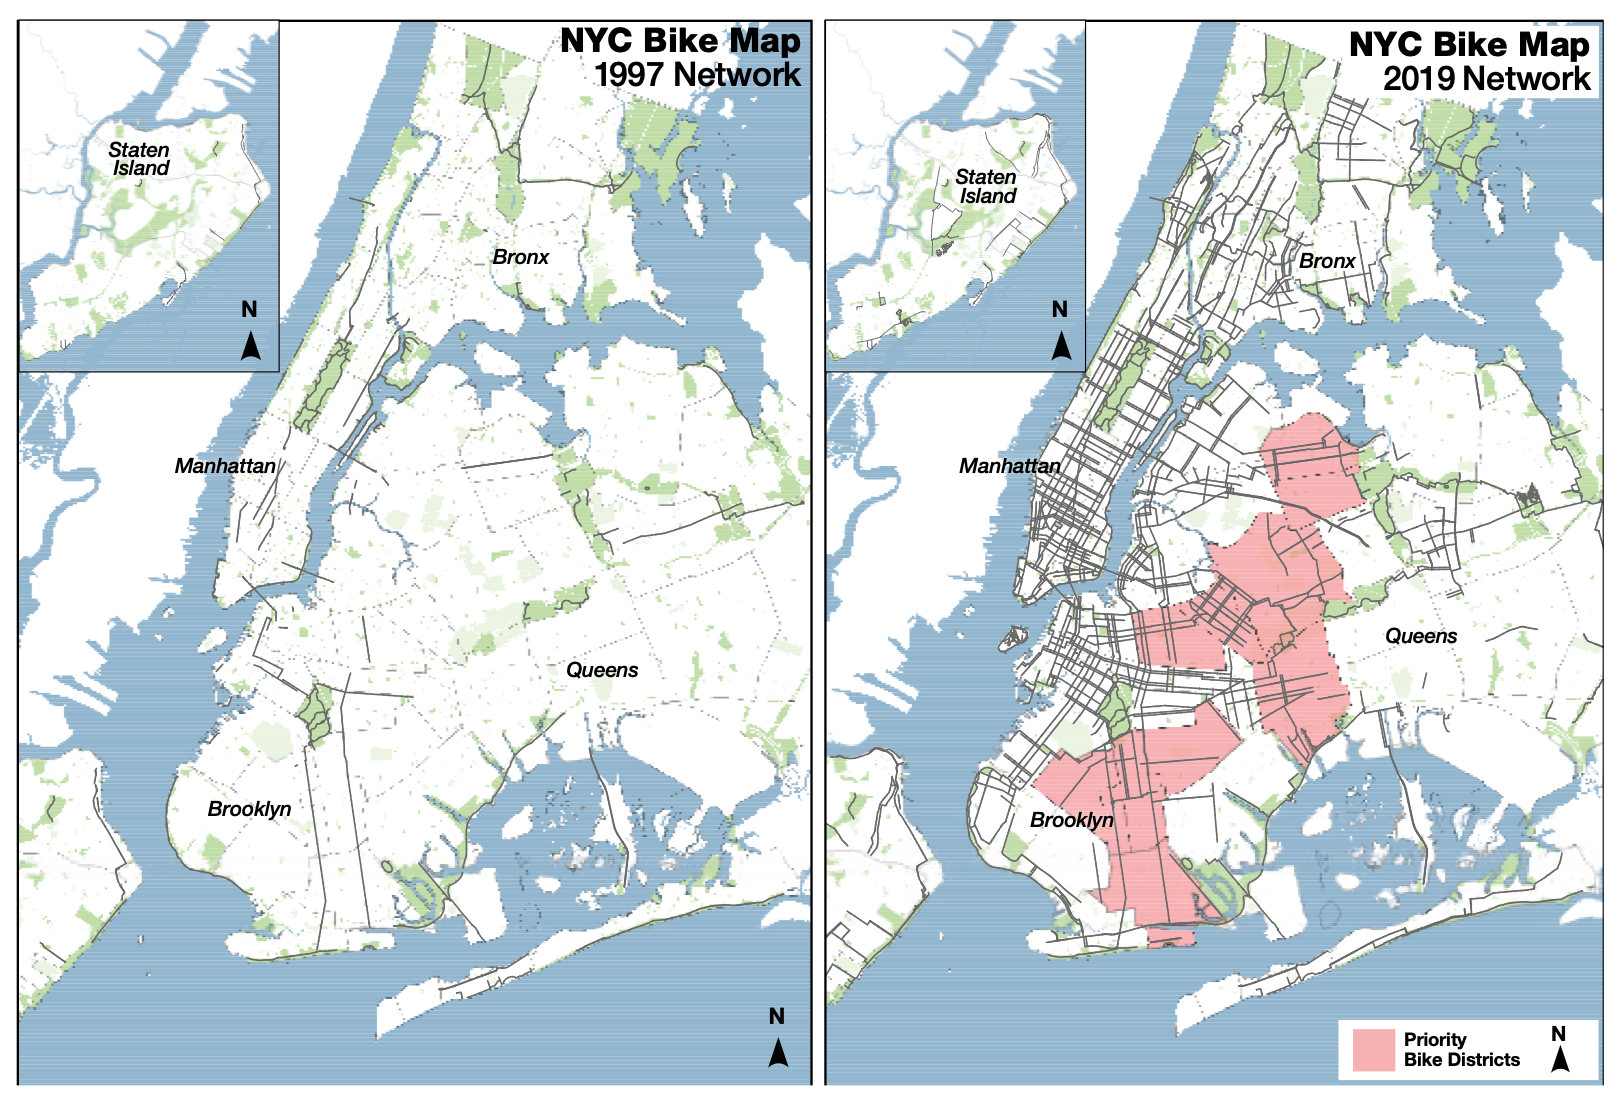 NYC Bike Map
1997 Network
Staten
Island
N
Bronx
Manhattan
Queens
Brooklyn
N
NYC Bike Map
2019 Network
Staten
Island
N
Bronx
Manhattan
Queens
Brooklyn
Priority
Bike Districts
N